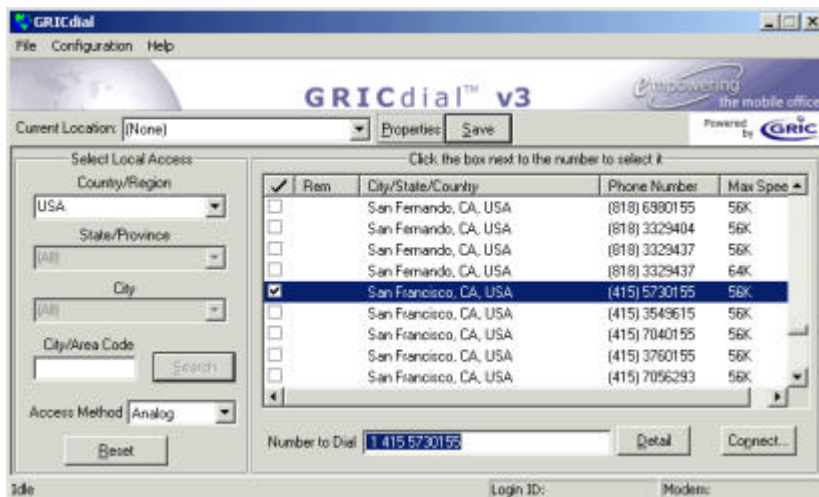 GRICdial
File Configuration Help
GRICdial™ v3
empowering
the mobile office
Current Location: (None) Properties Save
Powered by GRIC
Select Local Access
Click the box next to the number to select it
Country/Region
USA
State/Province
(All)
City
(All)
City/Area Code
Search
Access Method Analog
Reset
✓ Rem City/State/Country Phone Number Max Spee
San Fernando, CA, USA (818) 6980155 56K
San Fernando, CA, USA (818) 3329404 56K
San Fernando, CA, USA (818) 3329437 56K
San Fernando, CA, USA (818) 3329437 64K
San Francisco, CA, USA (415) 5730155 56K
San Francisco, CA, USA (415) 3549615 56K
San Francisco, CA, USA (415) 7040155 56K
San Francisco, CA, USA (415) 3760155 56K
San Francisco, CA, USA (415) 7056293 56K
Number to Dial 1 415 5730155 Detail Connect...
Idle Login ID: Modem: